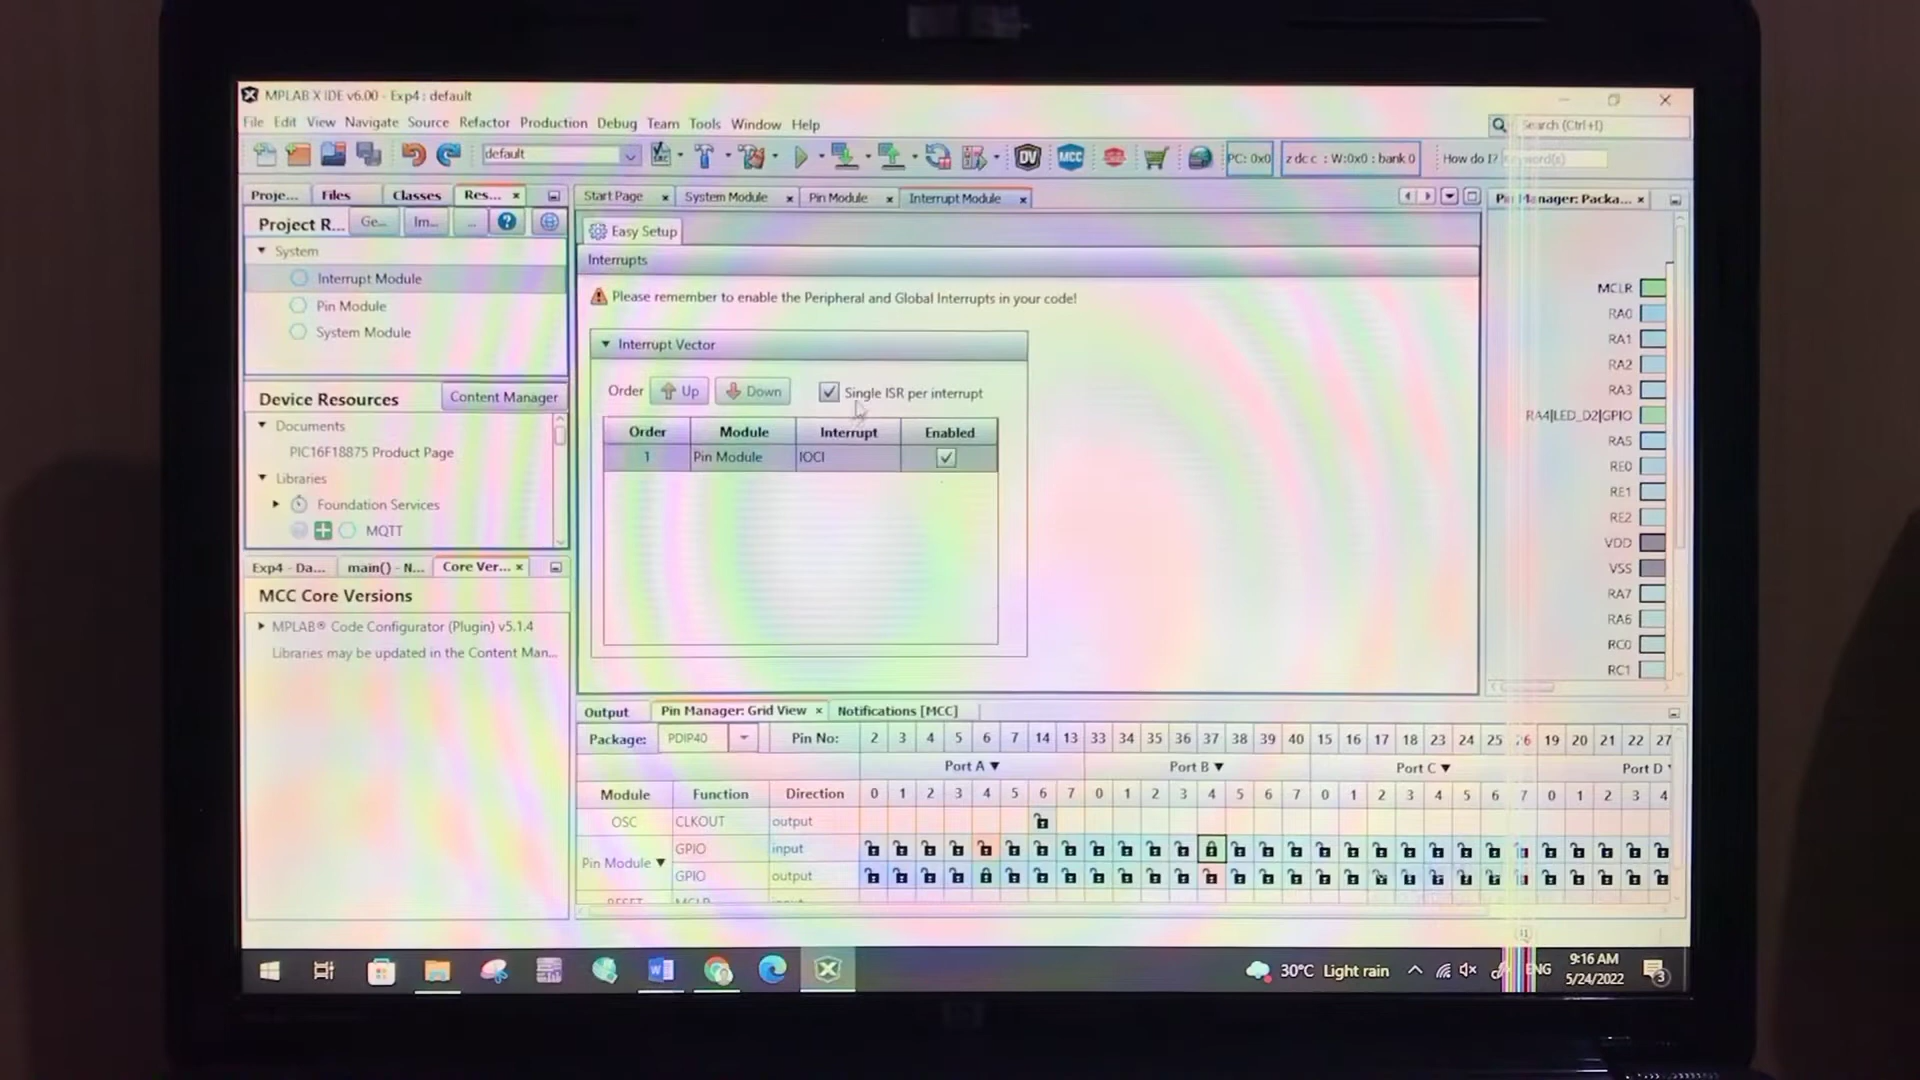 MPLAB X IDE v6.00 - Exp4 : default
File Edit View Navigate Source Refactor Production Debug Team Tools Window Help
Search (Ctrl+I)
default
DV
MCC
PC: 0x0
z dc c : W:0x0 : bank 0
How do I?
Proje...
Files
Classes
Res...
Start Page
System Module
Pin Module
Interrupt Module
Project R...
Ge...
Im...
...
System
Interrupt Module
Pin Module
System Module
Device Resources
Content Manager
Documents
PIC16F18875 Product Page
Libraries
Foundation Services
MQTT
Exp4 - Da...
main() - N...
Core Ver...
MCC Core Versions
MPLAB® Code Configurator (Plugin) v5.1.4
Libraries may be updated in the Content Man...
Easy Setup
Interrupts
Please remember to enable the Peripheral and Global Interrupts in your code!
Interrupt Vector
Order Up Down Single ISR per interrupt
Order Module Interrupt Enabled
1 Pin Module IOCI
MCLR
RA0
RA1
RA2
RA3
RA4|LED_D2|GPIO
RA5
RE0
RE1
RE2
VDD
VSS
RA7
RA6
RC0
RC1
Output
Pin Manager: Grid View
Notifications [MCC]
Package: PDIP40 Pin No: 2 3 4 5 6 7 14 13 33 34 35 36 37 38 39 40 15 16 17 18 23 24 25 26 19 20 21 22 27
Port A ▼ Port B ▼ Port C ▼ Port D
Module Function Direction 0 1 2 3 4 5 6 7 0 1 2 3 4 5 6 7 0 1 2 3 4 5 6 7 0 1 2 3 4
OSC CLKOUT output
Pin Module ▼ GPIO input
GPIO output
30°C Light rain
ENG
9:16 AM
5/24/2022
3